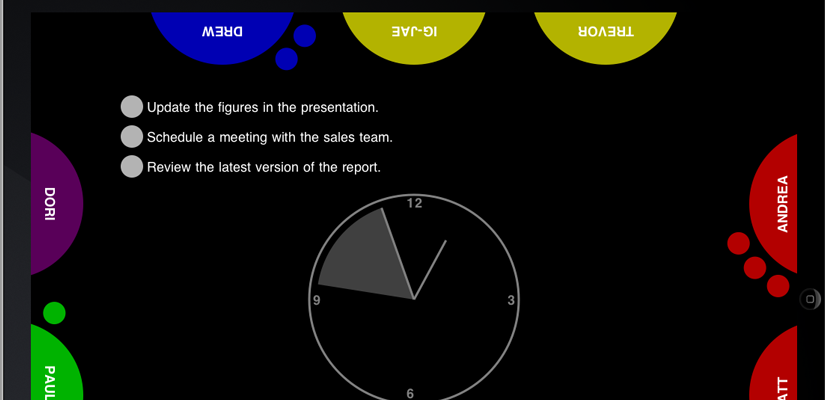 DREW
IG-JAE
TREVOR
Update the figures in the presentation.
Schedule a meeting with the sales team.
Review the latest version of the report.
DORI
ANDREA
12
9
3
6
PAUL
ATT